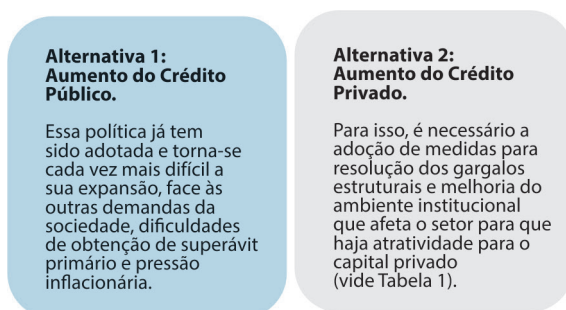 Alternativa 1:
Aumento do Crédito
Público.
Essa política já tem
sido adotada e torna-se
cada vez mais difícil a
sua expansão, face às
outras demandas da
sociedade, dificuldades
de obtenção de superávit
primário e pressão
inflacionária.
Alternativa 2:
Aumento do Crédito
Privado.
Para isso, é necessário a
adoção de medidas para
resolução dos gargalos
estruturais e melhoria do
ambiente institucional
que afeta o setor para que
haja atratividade para o
capital privado
(vide Tabela 1).